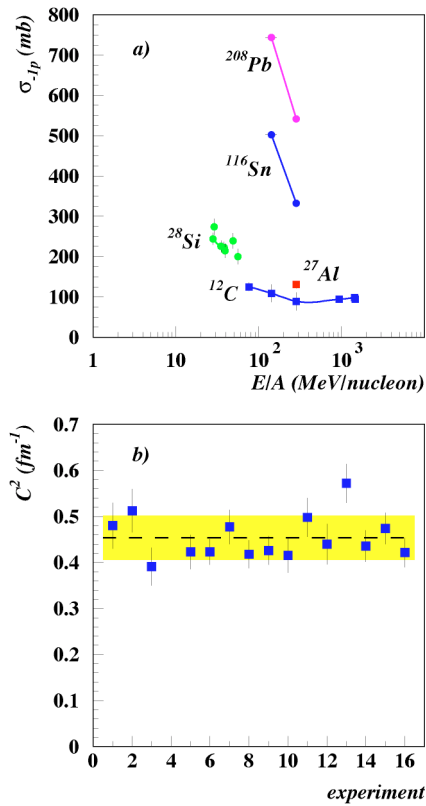 σ-1p (mb)
a)
800
700
600
500
400
300
200
100
0
208Pb
116Sn
28Si
27Al
12C
1
10
10²
10³
E/A (MeV/nucleon)
C² (fm⁻¹)
b)
0.7
0.6
0.5
0.4
0.3
0.2
0.1
0
0 2 4 6 8 10 12 14 16
experiment